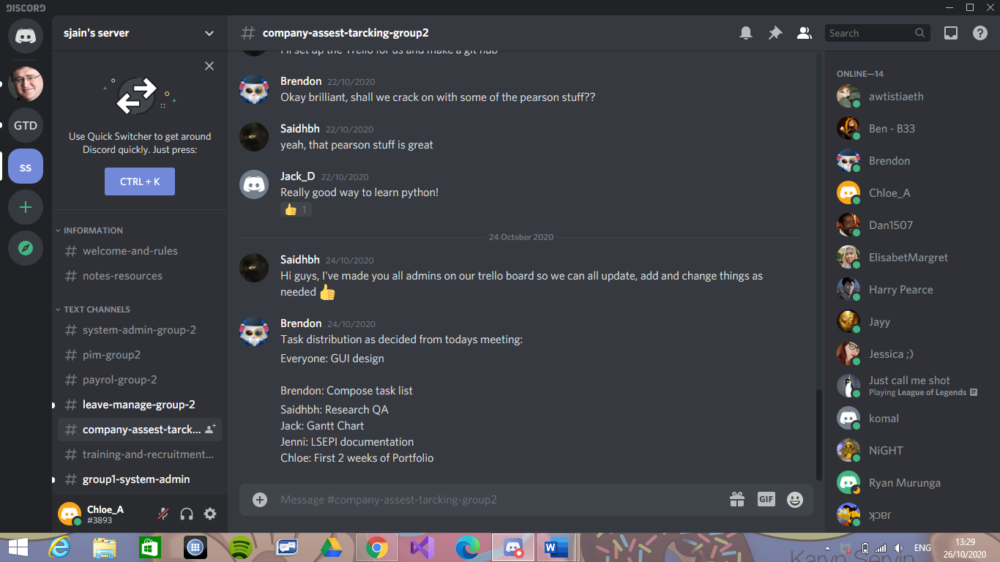 DISCORD
sjain's server
Use Quick Switcher to get around
Discord quickly. Just press:
CTRL + K
GTD
ss
INFORMATION
welcome-and-rules
notes-resources
TEXT CHANNELS
system-admin-group-2
pim-group2
payrol-group-2
leave-manage-group-2
company-assest-tarck...
training-and-recruitment...
group1-system-admin
Chloe_A
#3893
company-assest-tarcking-group2
Search
I'll set up the Trello for us and make a git hub
Brendon 22/10/2020
Okay brilliant, shall we crack on with some of the pearson stuff??
Saidhbh 22/10/2020
yeah, that pearson stuff is great
Jack_D 22/10/2020
Really good way to learn python!
1
24 October 2020
Saidhbh 24/10/2020
Hi guys, I've made you all admins on our trello board so we can all update, add and change things as
needed
Brendon 24/10/2020
Task distribution as decided from todays meeting:
Everyone: GUI design
Brendon: Compose task list
Saidhbh: Research QA
Jack: Gantt Chart
Jenni: LSEPI documentation
Chloe: First 2 weeks of Portfolio
Message #company-assest-tarcking-group2
GIF
ONLINE—14
awtistiaeth
Ben - B33
Brendon
Chloe_A
Dan1507
ElisabetMargret
Harry Pearce
Jayy
Jessica ;)
Just call me shot
Playing League of Legends
komal
NiGHT
Ryan Murunga
ʞɔɐɾ
ENG
13:29
26/10/2020
Karyn Servin